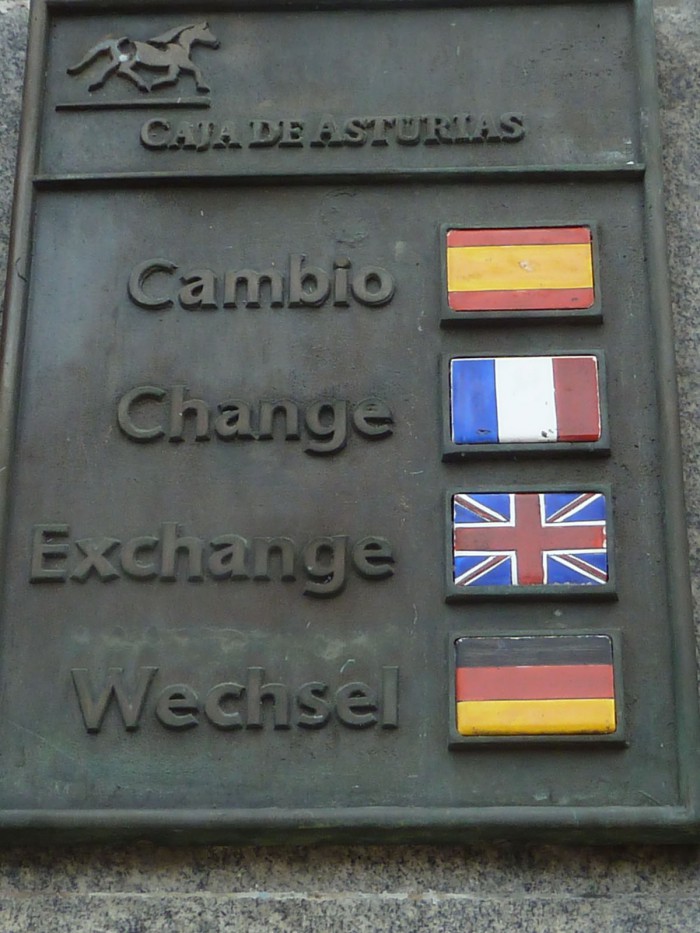 CAJA DE ASTURIAS
Cambio
Change
Exchange
Wechsel